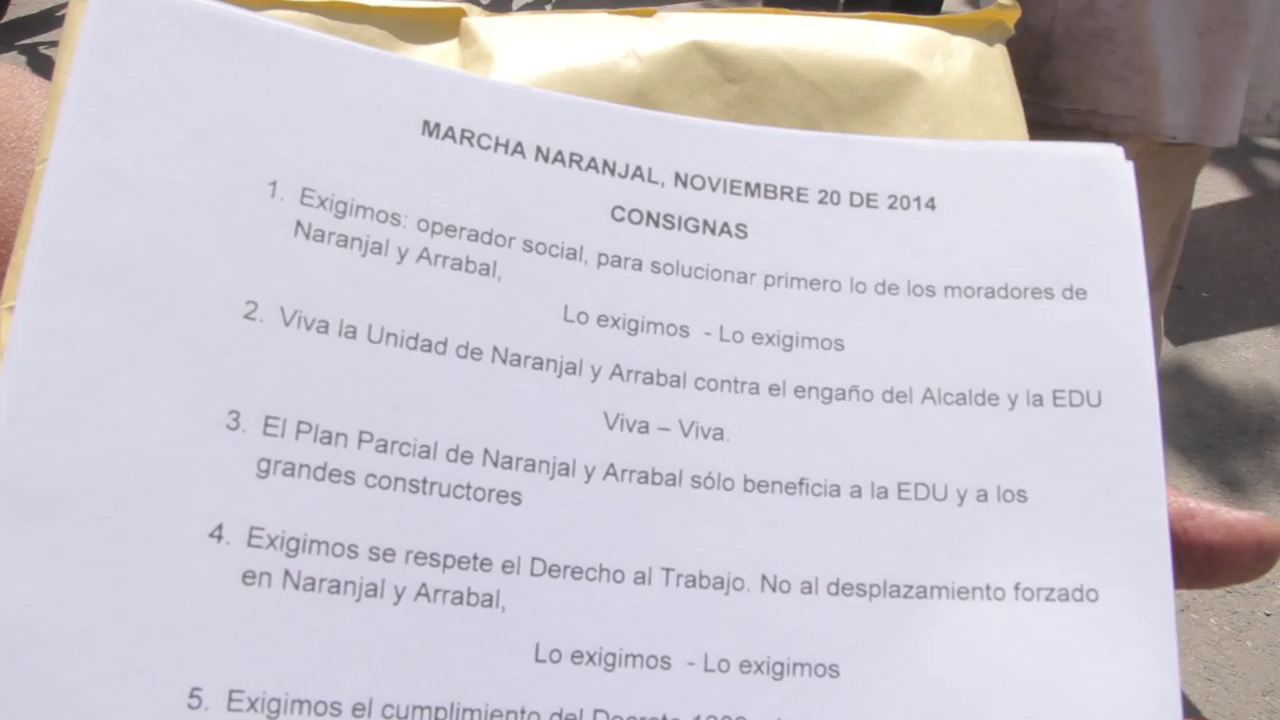 MARCHA NARANJAL, NOVIEMBRE 20 DE 2014
CONSIGNAS
1. Exigimos: operador social, para solucionar primero lo de los moradores de
Naranjal y Arrabal,
Lo exigimos - Lo exigimos
2. Viva la Unidad de Naranjal y Arrabal contra el engaño del Alcalde y la EDU
Viva – Viva.
3. El Plan Parcial de Naranjal y Arrabal sólo beneficia a la EDU y a los
grandes constructores
4. Exigimos se respete el Derecho al Trabajo. No al desplazamiento forzado
en Naranjal y Arrabal,
Lo exigimos - Lo exigimos
5. Exigimos el cumplimiento del Decreto